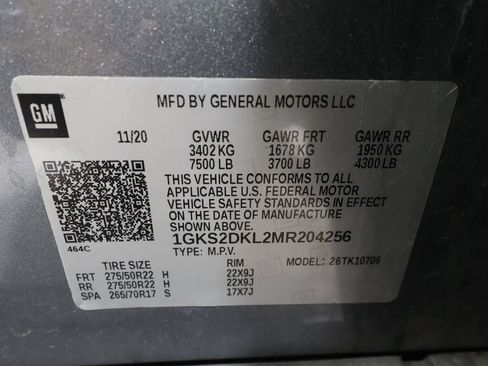 GM
MFD BY GENERAL MOTORS LLC
11/20 GVWR GAWR FRT GAWR RR
3402 KG 1678 KG 1950 KG
7500 LB 3700 LB 4300 LB
THIS VEHICLE CONFORMS TO ALL
APPLICABLE U.S. FEDERAL MOTOR
VEHICLE SAFETY STANDARDS IN EFFECT
ON THE DATE OF MANUFACTURE
SHOWN ABOVE.
464C
1GKS2DKL2MR204256
TYPE: M.P.V. MODEL: 26TK10706
TIRE SIZE RIM
FRT 275/50R22 H 22X9J
RR 275/50R22 H 22X9J
SPA 265/70R17 S 17X7J